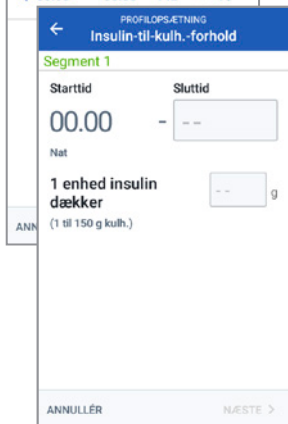 PROFILOPSÆTNING
Insulin-til-kulh.-forhold
Segment 1
Starttid Sluttid
00.00 - --
Nat
1 enhed insulin
dækker
-- g
(1 til 150 g kulh.)
ANN
ANNULLÉR NÆSTE >